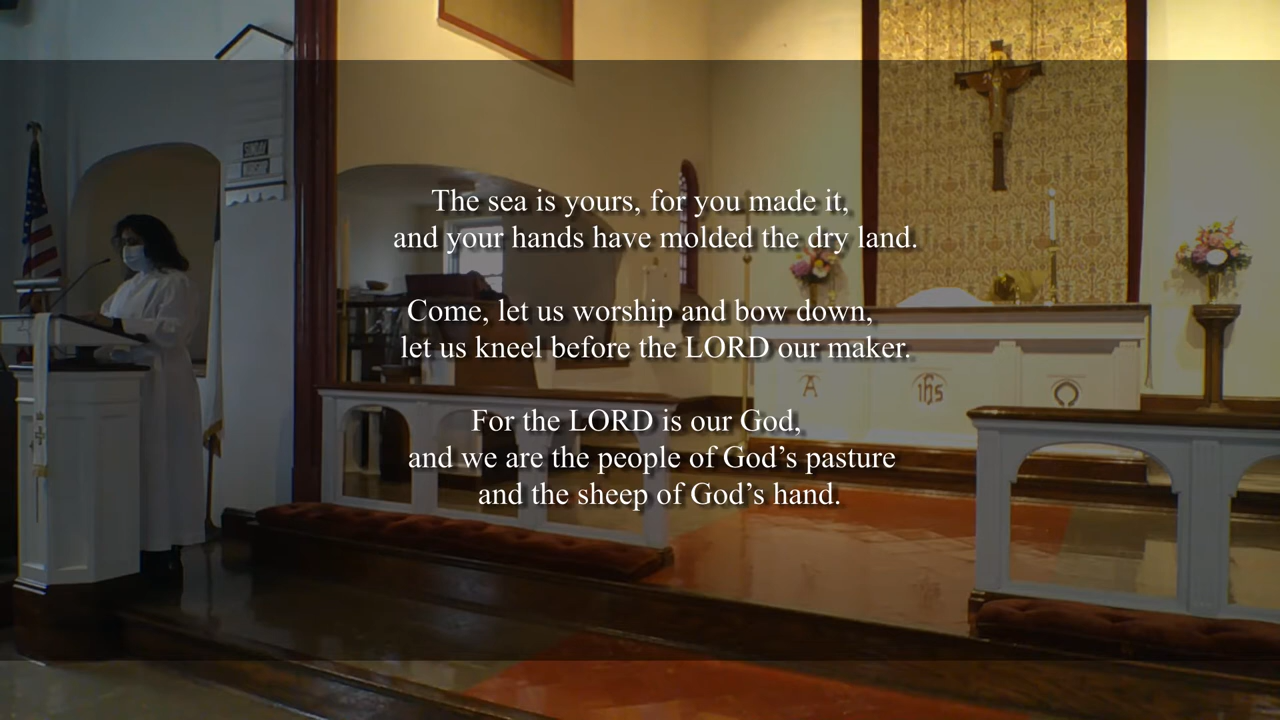 SUNDAY
The sea is yours, for you made it,
and your hands have molded the dry land.
Come, let us worship and bow down,
let us kneel before the LORD our maker.
For the LORD is our God,
and we are the people of God’s pasture
and the sheep of God’s hand.
A
ihs
Ω